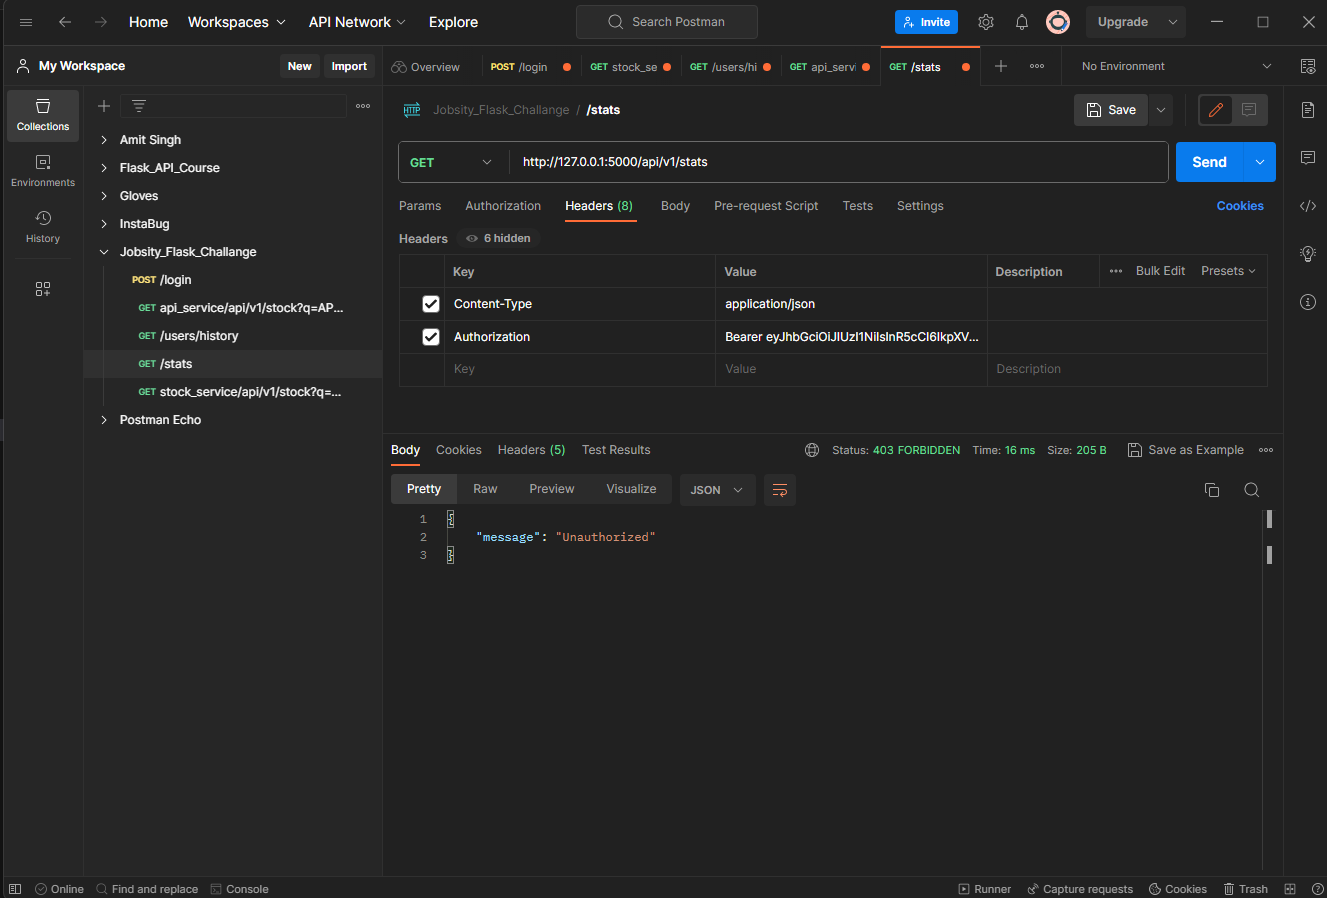 Home Workspaces API Network Explore Search Postman Invite Upgrade
My Workspace New Import Overview POST /login GET stock_se GET /users/hi GET api_servi GET /stats No Environment
Collections
Environments
History
Amit Singh
Flask_API_Course
Gloves
InstaBug
Jobsity_Flask_Challange
POST /login
GET api_service/api/v1/stock?q=AP...
GET /users/history
GET /stats
GET stock_service/api/v1/stock?q=...
Postman Echo
HTTP Jobsity_Flask_Challange / /stats Save
GET http://127.0.0.1:5000/api/v1/stats Send
Params Authorization Headers (8) Body Pre-request Script Tests Settings Cookies
Headers 6 hidden
Key Value Description Bulk Edit Presets
Content-Type application/json
Authorization Bearer eyJhbGciOiJIUzI1NiIsInR5cCI6IkpXV...
Key Value Description
Body Cookies Headers (5) Test Results Status: 403 FORBIDDEN Time: 16 ms Size: 205 B Save as Example
Pretty Raw Preview Visualize JSON
1 {
2 "message": "Unauthorized"
3 }
Online Find and replace Console Runner Capture requests Cookies Trash